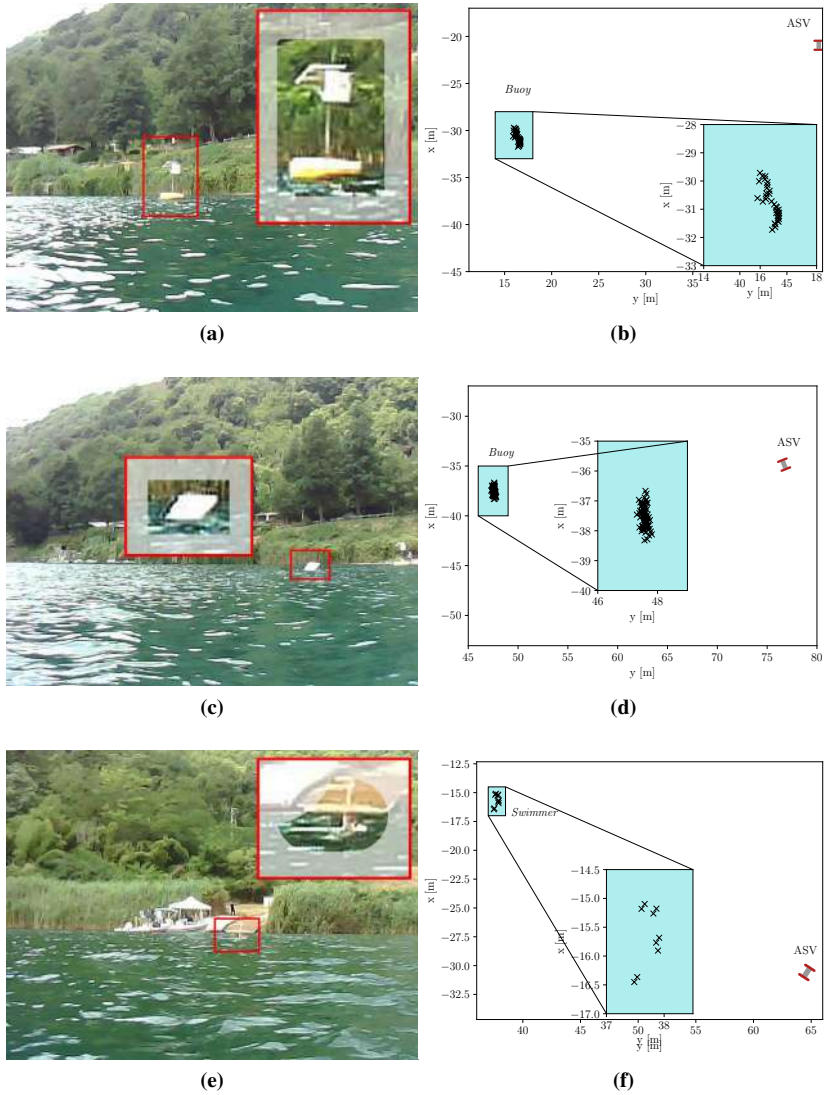 ASV
Buoy
−20
−25
−30
−35
−40
−45
x [m]
15
20
25
30
35
40
45
y [m]
−28
−29
−30
−31
−32
−33
x [m]
14
16
18
y [m]
(a)
(b)
ASV
Buoy
−30
−35
−40
−45
−50
x [m]
45
50
55
60
65
70
75
80
y [m]
−35
−36
−37
−38
−39
−40
x [m]
46
48
y [m]
(c)
(d)
−12.5
−15.0
−17.5
−20.0
−22.5
−25.0
−27.5
−30.0
−32.5
x [m]
Swimmer
ASV
40
45
50
55
60
65
y [m]
−14.5
−15.0
−15.5
−16.0
−16.5
−17.0
x [m]
37
38
y [m]
(e)
(f)